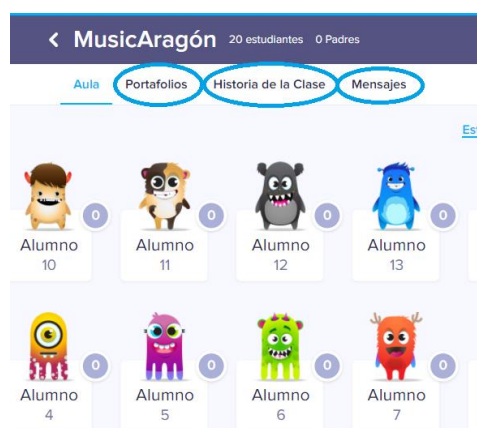 MusicAragón 20 estudiantes 0 Padres
Aula Portafolios Historia de la Clase Mensajes
0 0 0 0
Alumno Alumno Alumno Alumno
10 11 12 13
0 0 0 0
Alumno Alumno Alumno Alumno
4 5 6 7